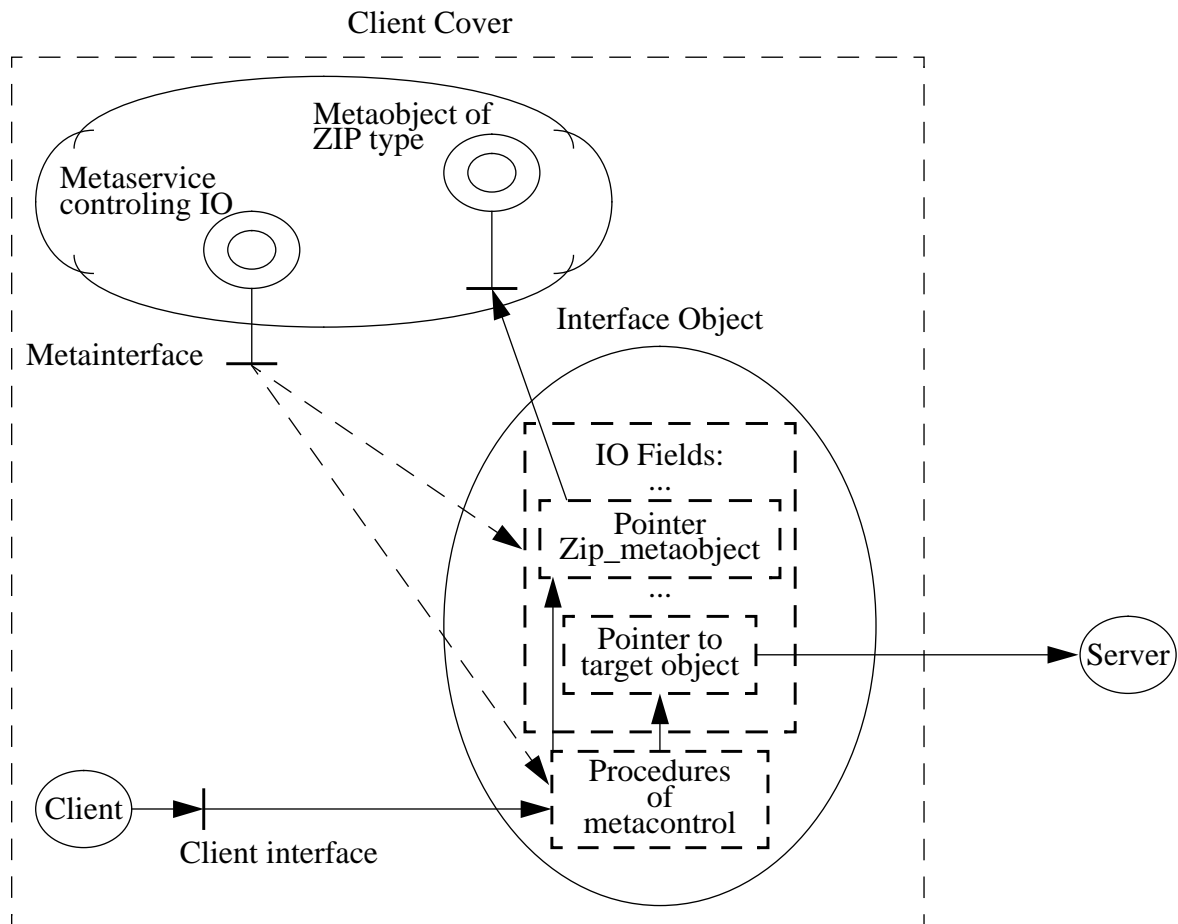 Client Cover
Metaobject of
ZIP type
Metaservice
controling IO
Interface Object
Metainterface
IO Fields:
...
Pointer
Zip_metaobject
...
Pointer to
target object
Server
Procedures
of
metacontrol
Client
Client interface